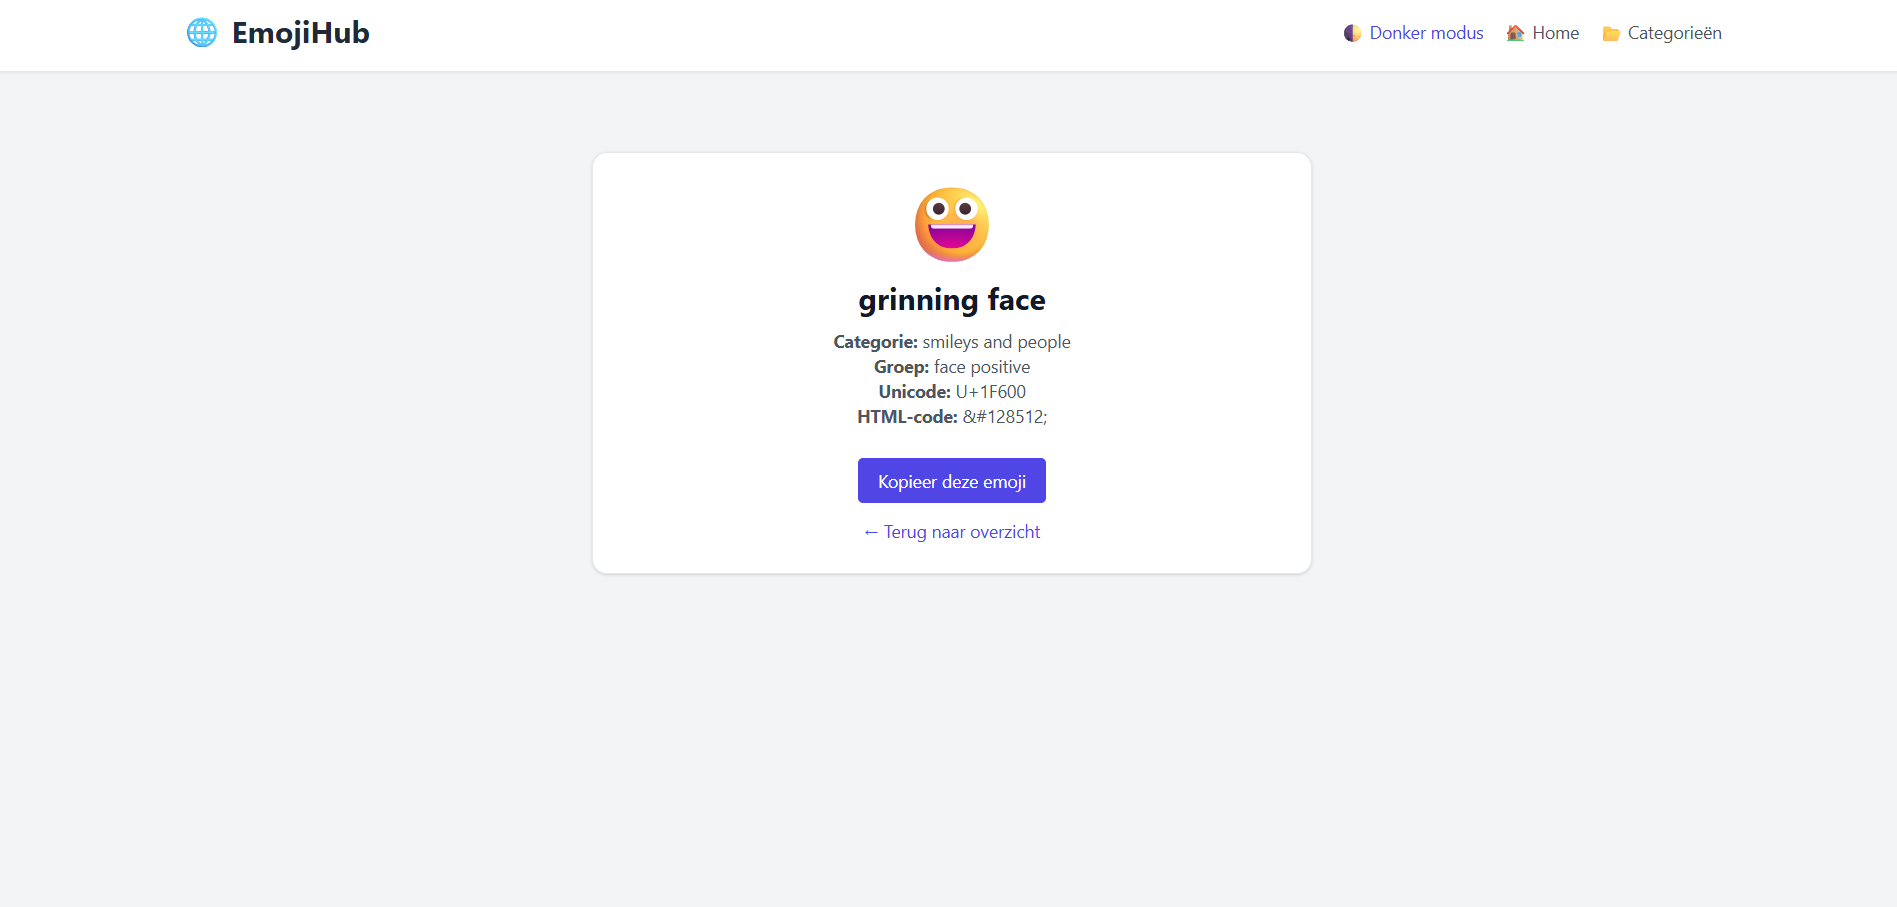 🌐 EmojiHub
🌓 Donker modus 🏠 Home 📂 Categorieën
grinning face
Categorie: smileys and people
Groep: face positive
Unicode: U+1F600
HTML-code: &#128512;
Kopieer deze emoji
← Terug naar overzicht